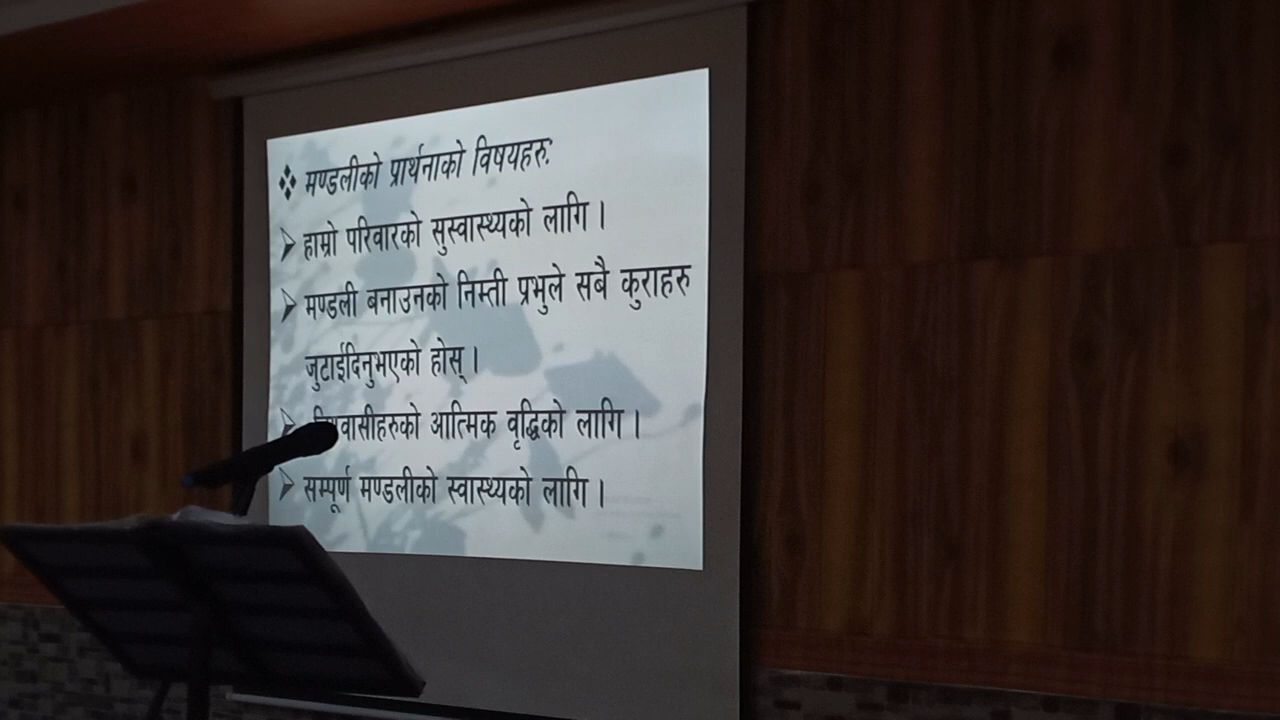 मण्डलीको प्रार्थनाको विषयहरु:
हाम्रो परिवारको सुस्वास्थ्यको लागि ।
मण्डली बनाउनको निम्ती प्रभुले सबै कुराहरु
जुटाईदिनुभएको होस् ।
आत्मिक वृद्धिको लागि ।
सम्पूर्ण मण्डलीको स्वास्थ्यको लागि ।